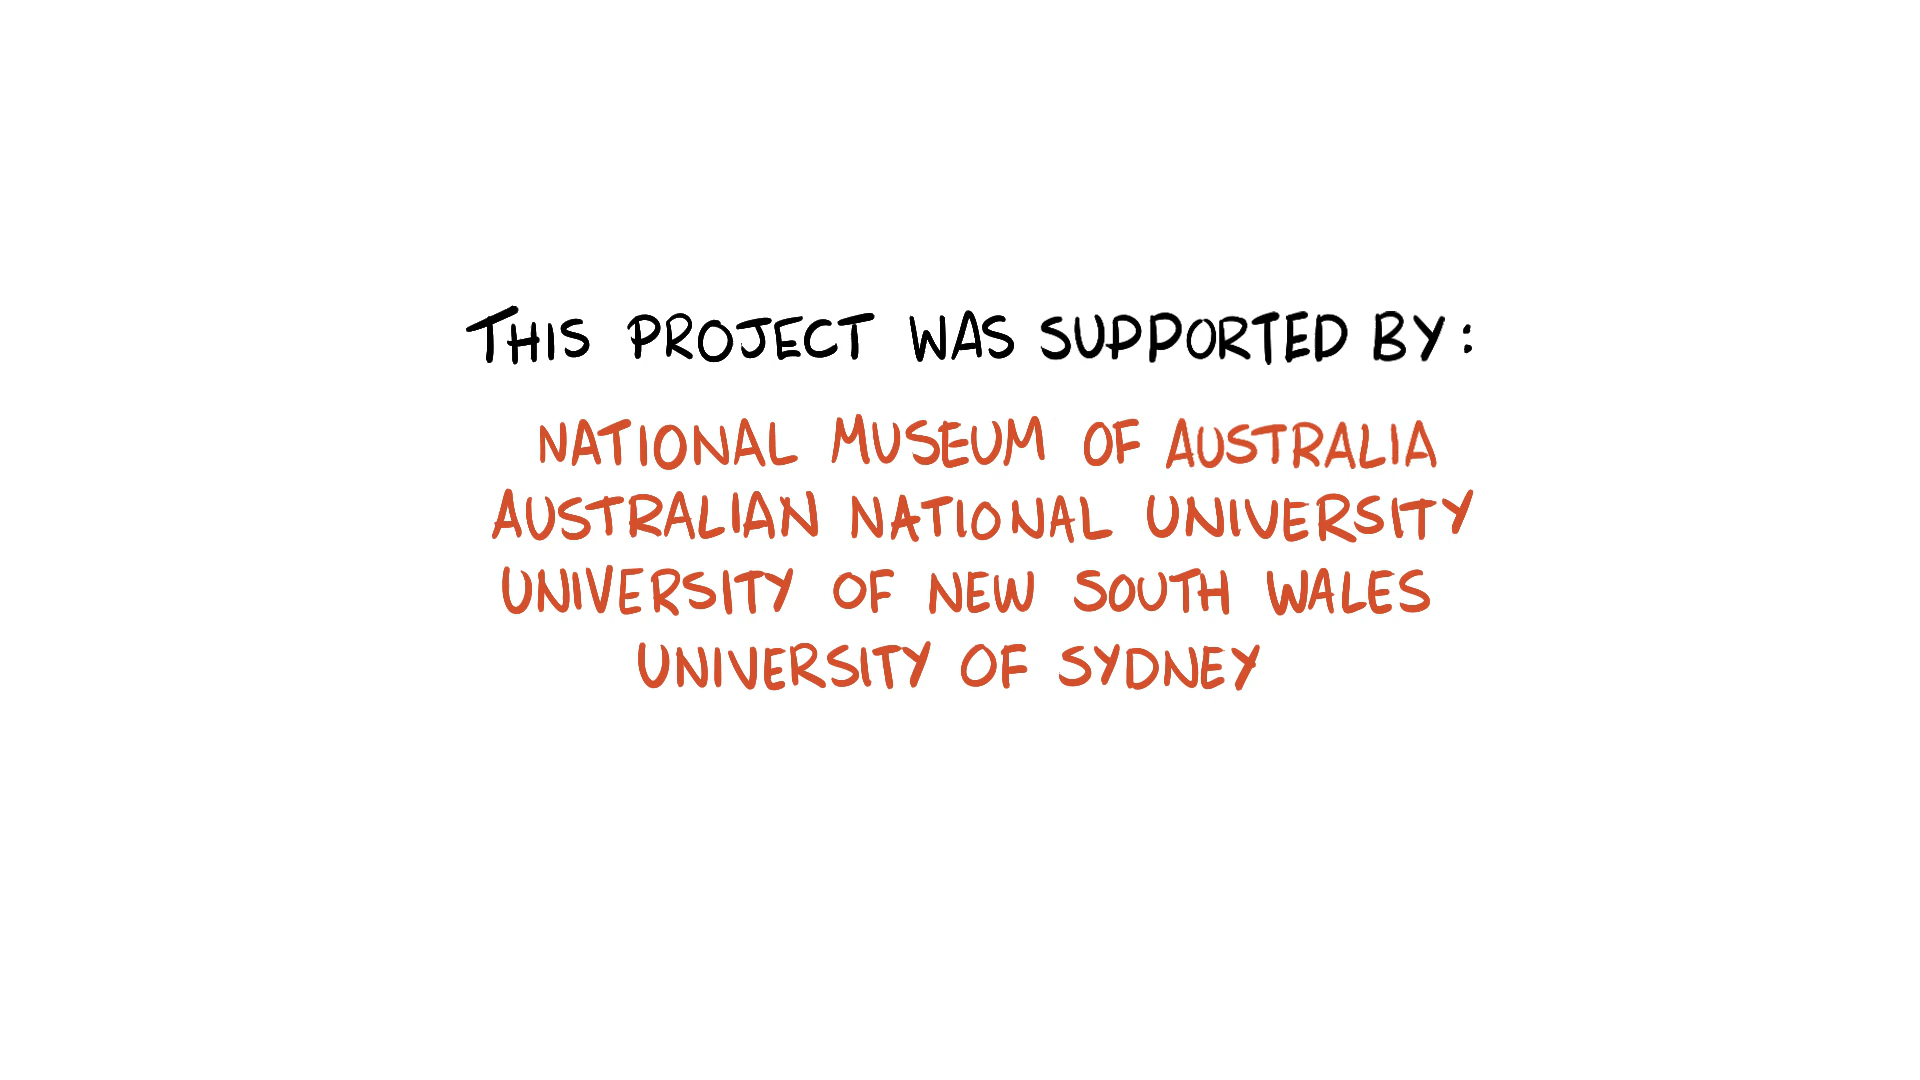 THIS PROJECT WAS SUPPORTED BY:
NATIONAL MUSEUM OF AUSTRALIA
AUSTRALIAN NATIONAL UNIVERSITY
UNIVERSITY OF NEW SOUTH WALES
UNIVERSITY OF SYDNEY